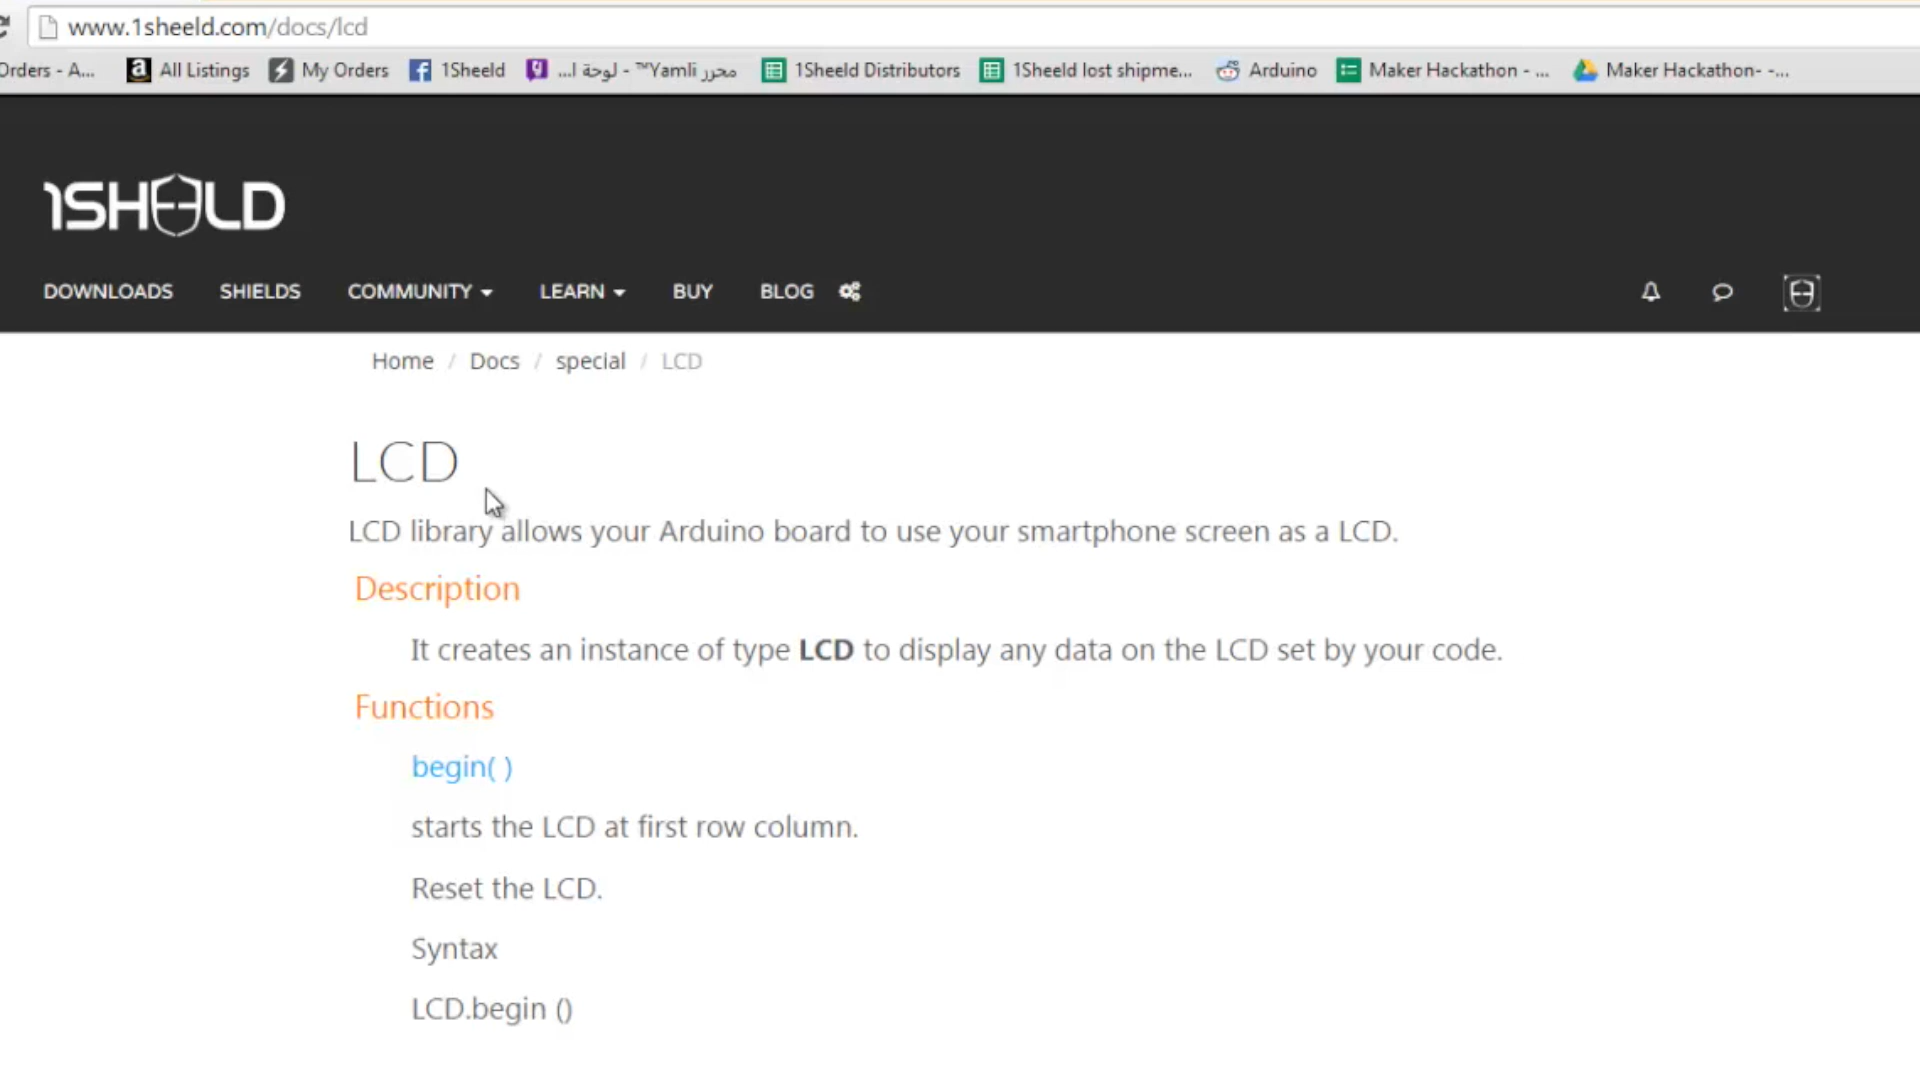 www.1sheeld.com/docs/lcd
Orders - A... All Listings My Orders 1Sheeld محرر Yamli™ - لوحة ا... 1Sheeld Distributors 1Sheeld lost shipme... Arduino Maker Hackathon - ... Maker Hackathon- -...
1SHEELD
DOWNLOADS SHIELDS COMMUNITY LEARN BUY BLOG
Home / Docs / special / LCD
LCD
LCD library allows your Arduino board to use your smartphone screen as a LCD.
Description
It creates an instance of type LCD to display any data on the LCD set by your code.
Functions
begin( )
starts the LCD at first row column.
Reset the LCD.
Syntax
LCD.begin ()